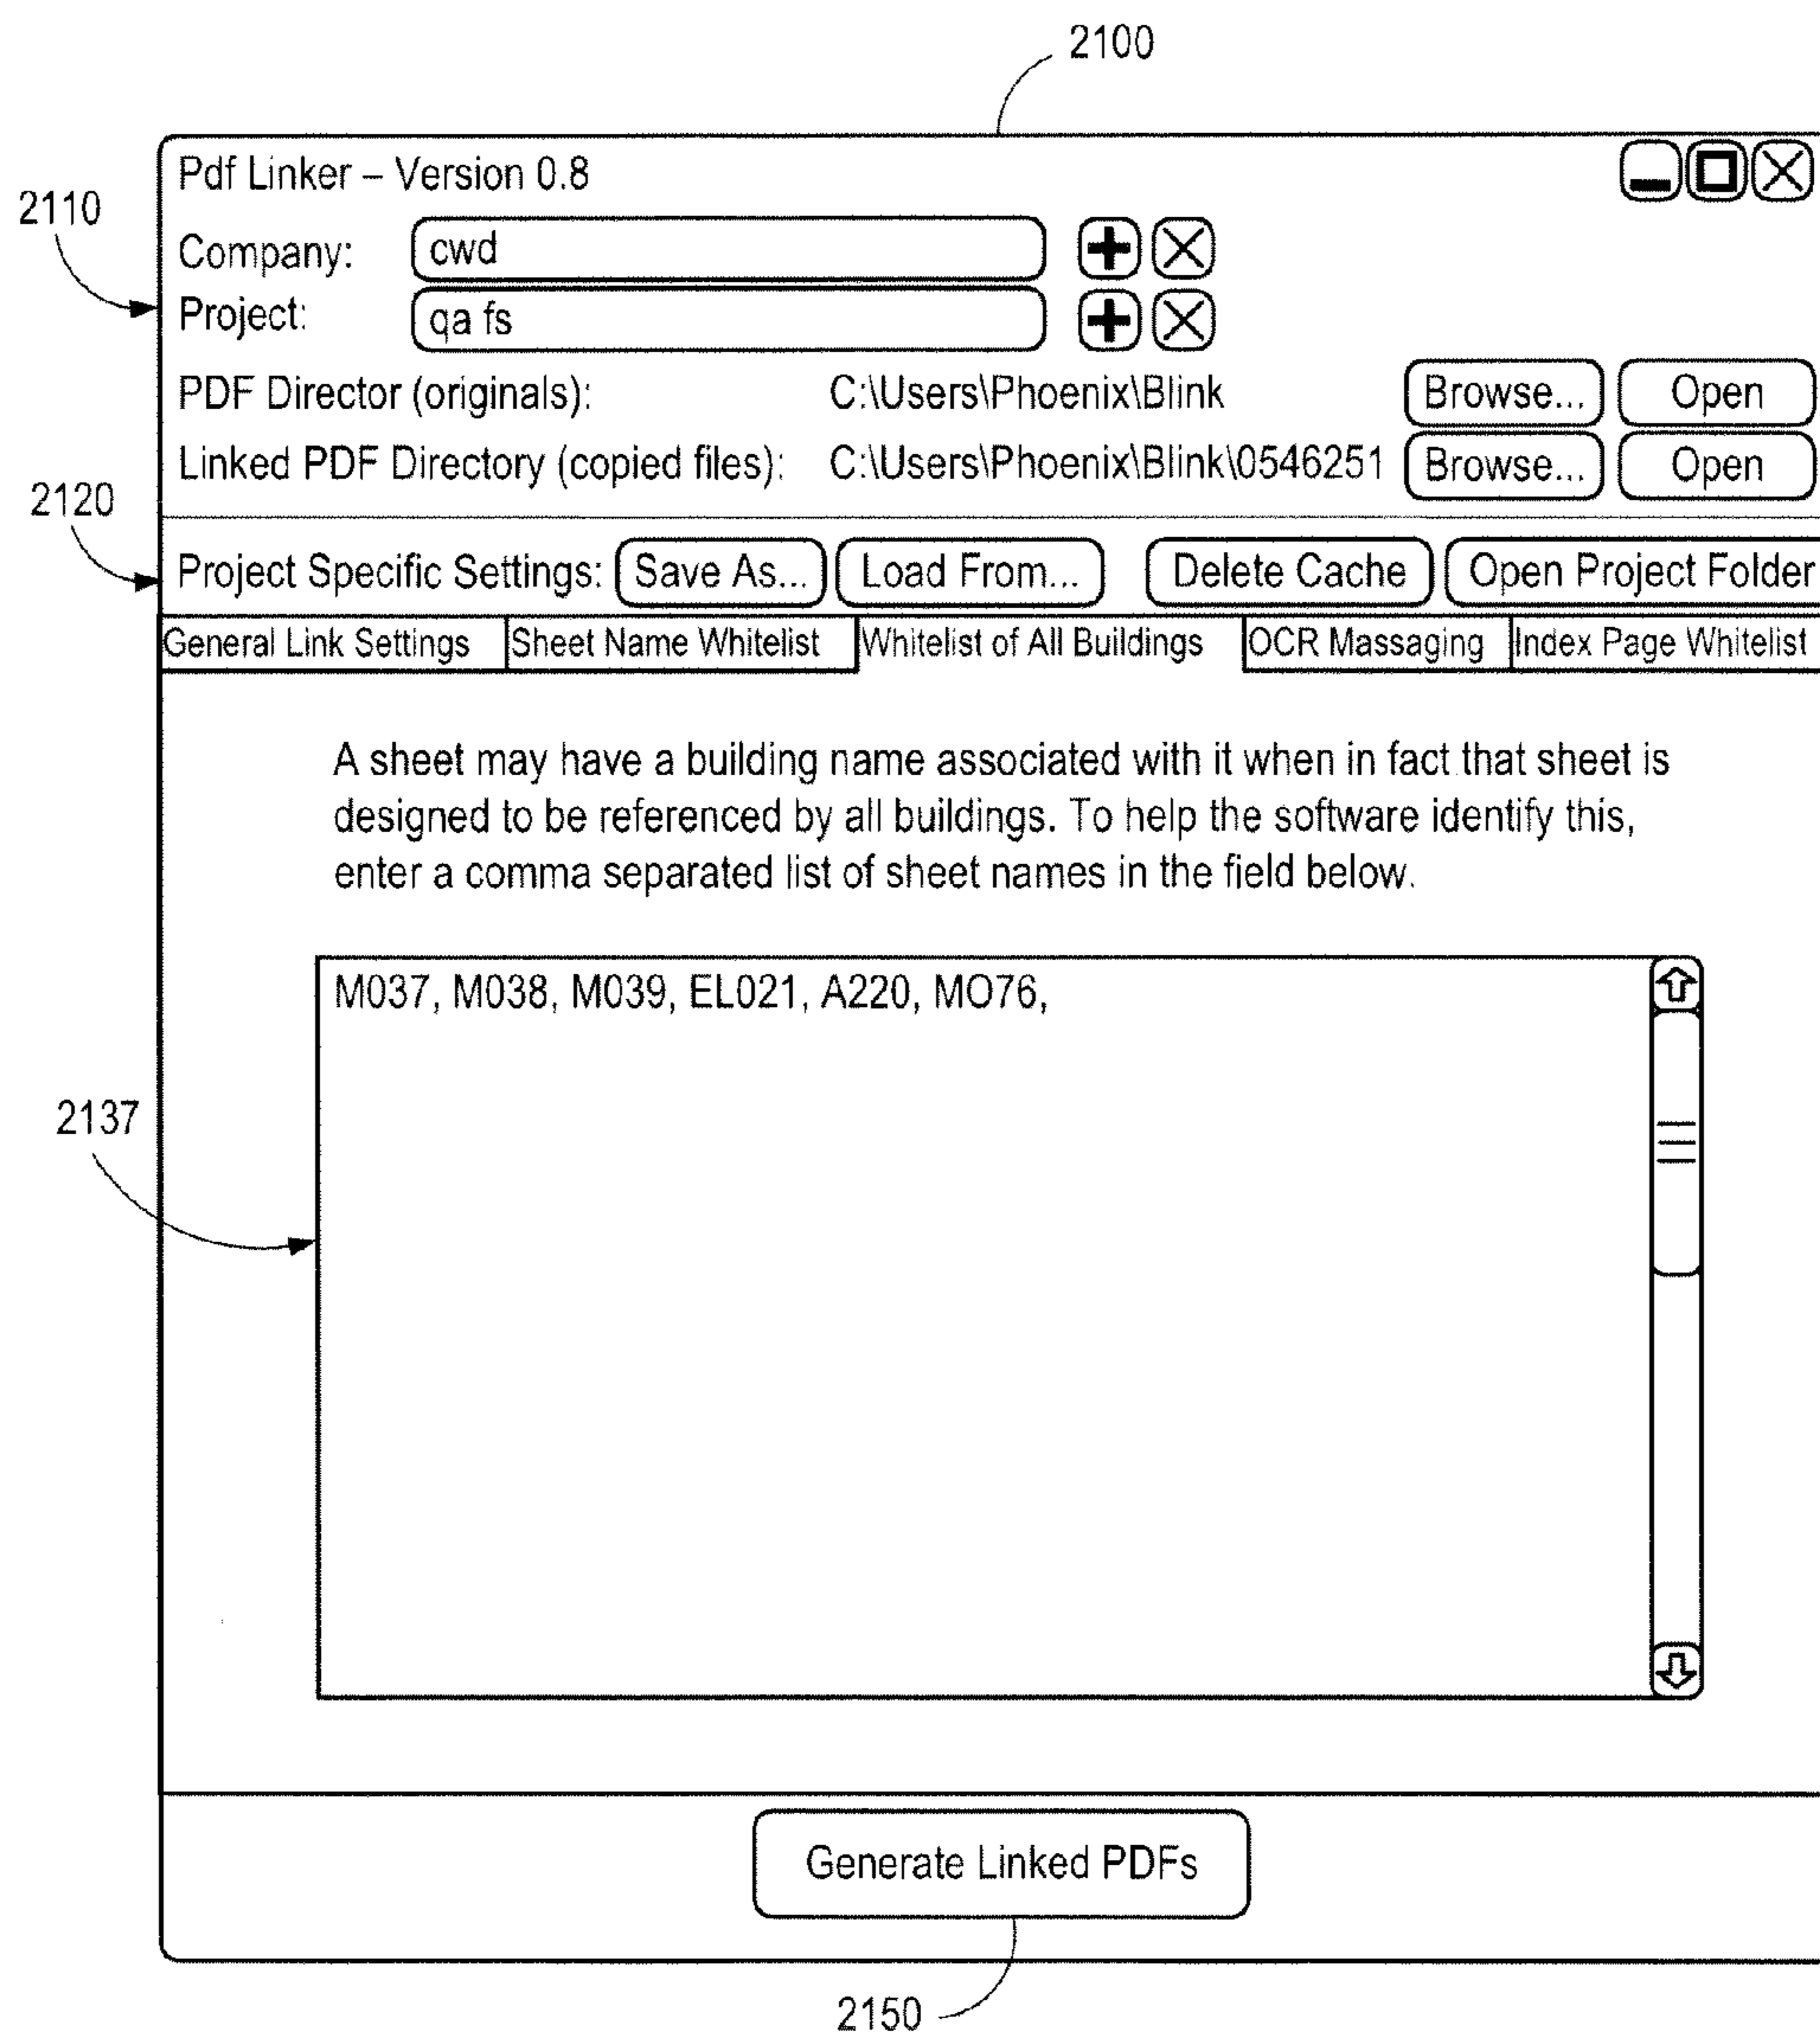 2100
Pdf Linker – Version 0.8
2110
Company: cwd
Project: qa fs
PDF Director (originals): C:\Users\Phoenix\Blink Browse... Open
Linked PDF Directory (copied files): C:\Users\Phoenix\Blink\0546251 Browse... Open
2120
Project Specific Settings: Save As... Load From... Delete Cache Open Project Folder
General Link Settings Sheet Name Whitelist Whitelist of All Buildings OCR Massaging Index Page Whitelist
A sheet may have a building name associated with it when in fact that sheet is
designed to be referenced by all buildings. To help the software identify this,
enter a comma separated list of sheet names in the field below.
M037, M038, M039, EL021, A220, MO76,
2137
Generate Linked PDFs
2150